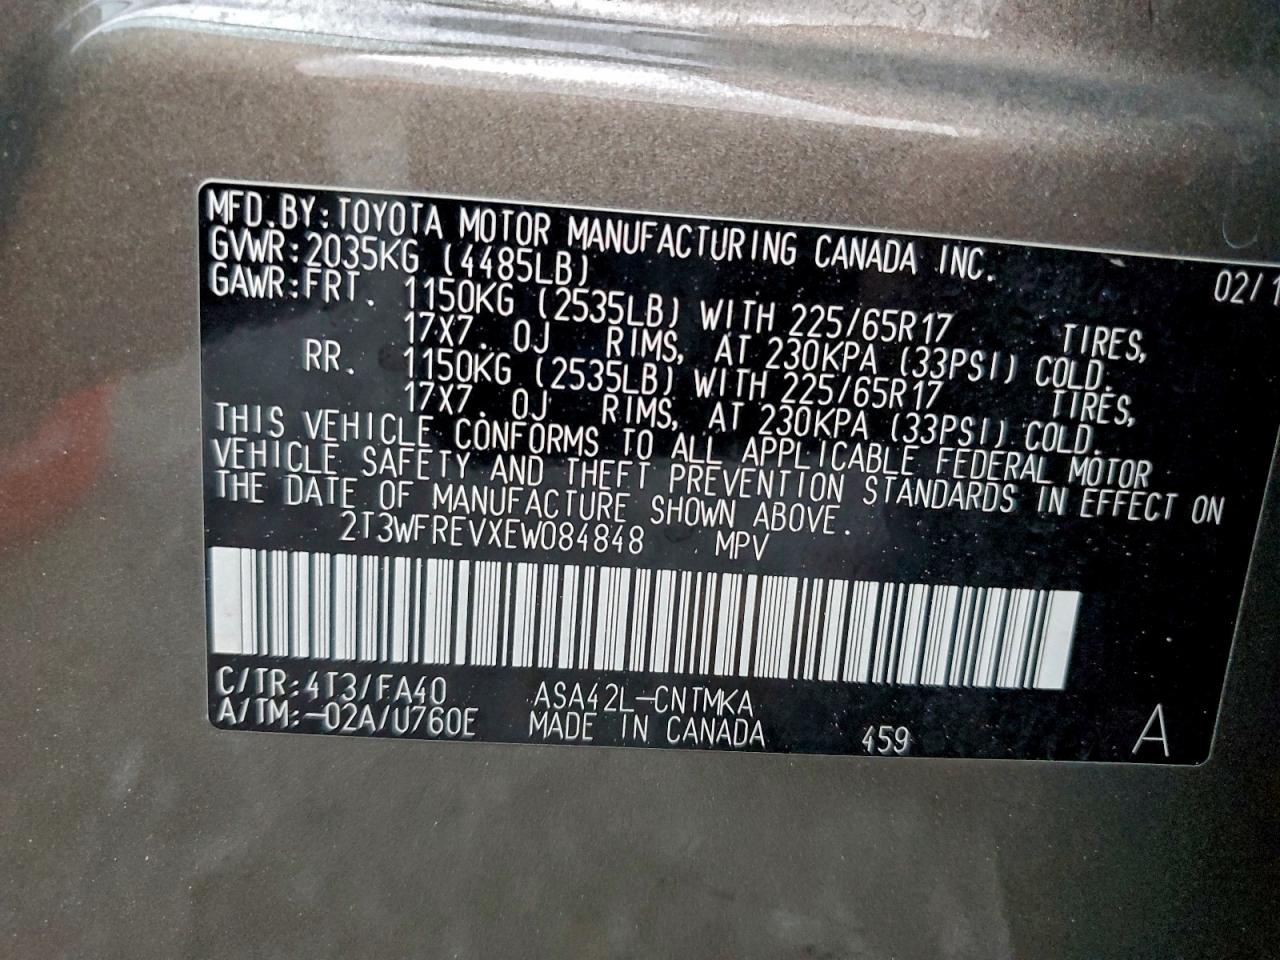 MFD.BY:TOYOTA MOTOR MANUFACTURING CANADA INC.
GVWR:2035KG (4485LB) 02/1
GAWR:FRT. 1150KG (2535LB) WITH 225/65R17 TIRES,
17X7.0J RIMS, AT 230KPA (33PSI) COLD.
RR. 1150KG (2535LB) WITH 225/65R17 TIRES,
17X7.0J RIMS, AT 230KPA (33PSI) COLD.
THIS VEHICLE CONFORMS TO ALL APPLICABLE FEDERAL MOTOR
VEHICLE SAFETY AND THEFT PREVENTION STANDARDS IN EFFECT ON
THE DATE OF MANUFACTURE SHOWN ABOVE.
2T3WFREVXEW084848 MPV
C/TR:4T3/FA40 ASA42L-CNTMKA
A/TM:-02A/U760E MADE IN CANADA 459 A